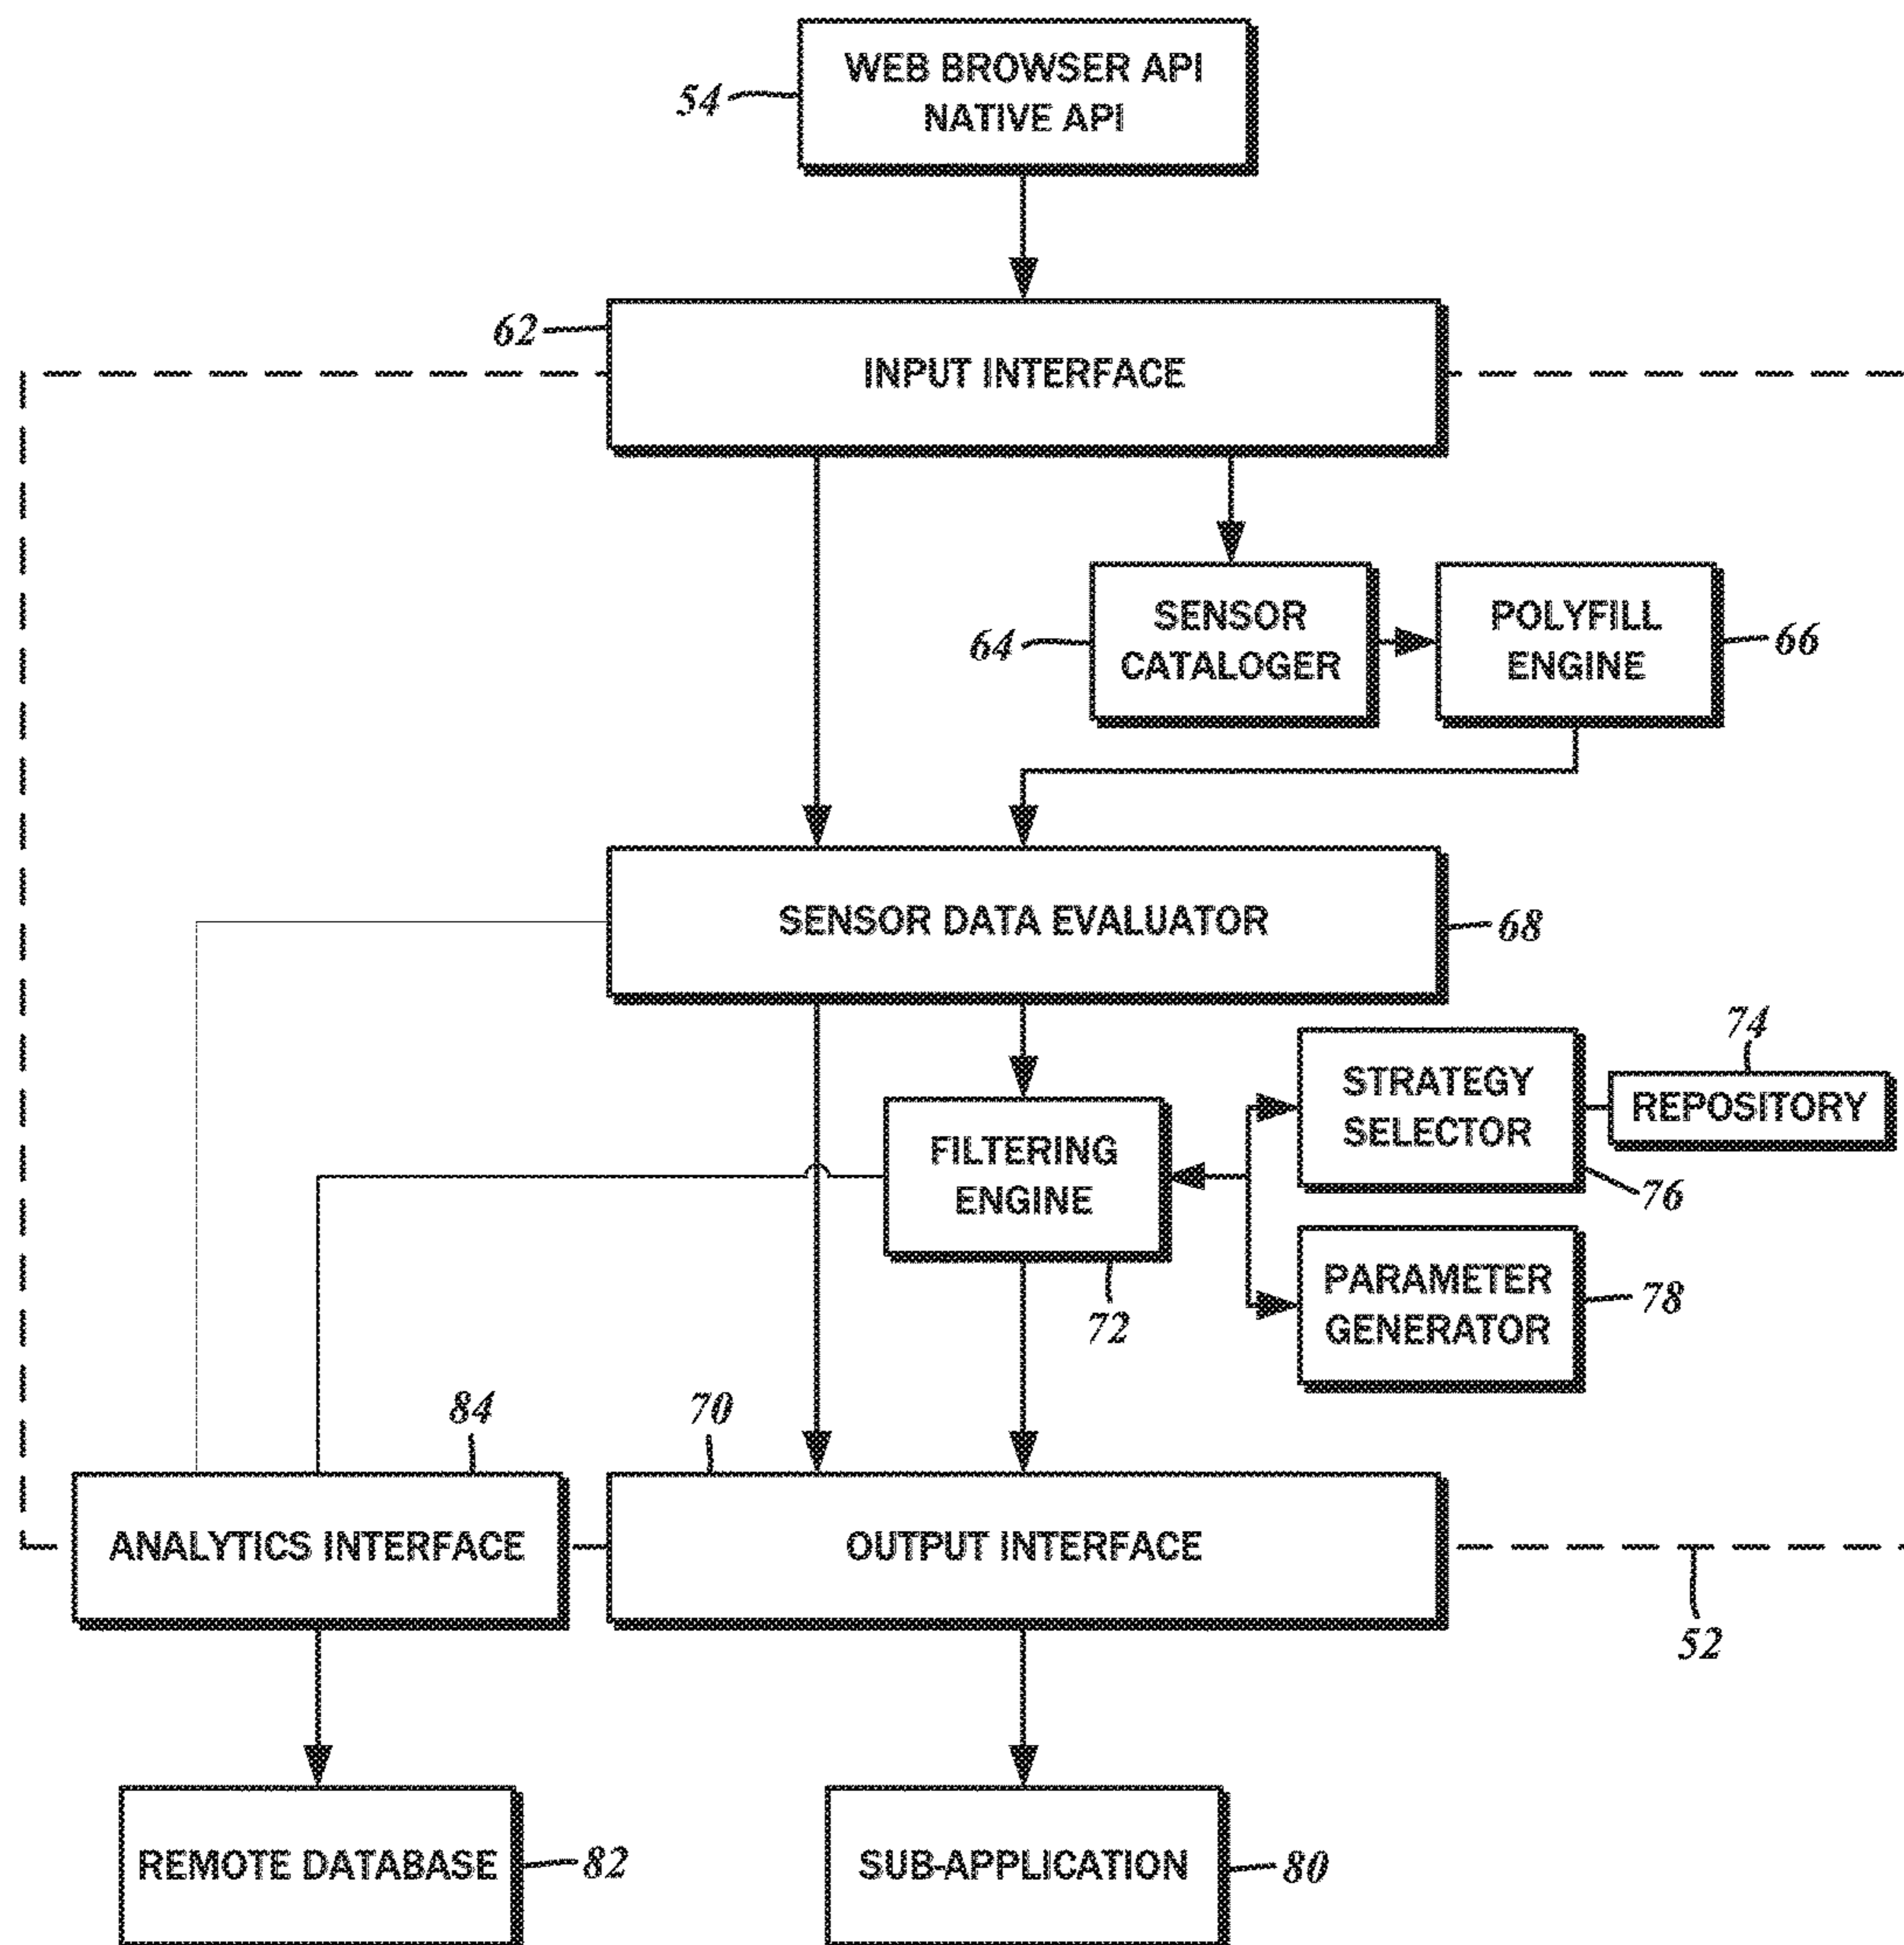 WEB BROWSER API
NATIVE API
54
62
INPUT INTERFACE
64
SENSOR
CATALOGER
POLYFILL
ENGINE
66
SENSOR DATA EVALUATOR
68
FILTERING
ENGINE
72
STRATEGY
SELECTOR
76
74
REPOSITORY
PARAMETER
GENERATOR
78
84
ANALYTICS INTERFACE
70
OUTPUT INTERFACE
52
REMOTE DATABASE
82
SUB-APPLICATION
80